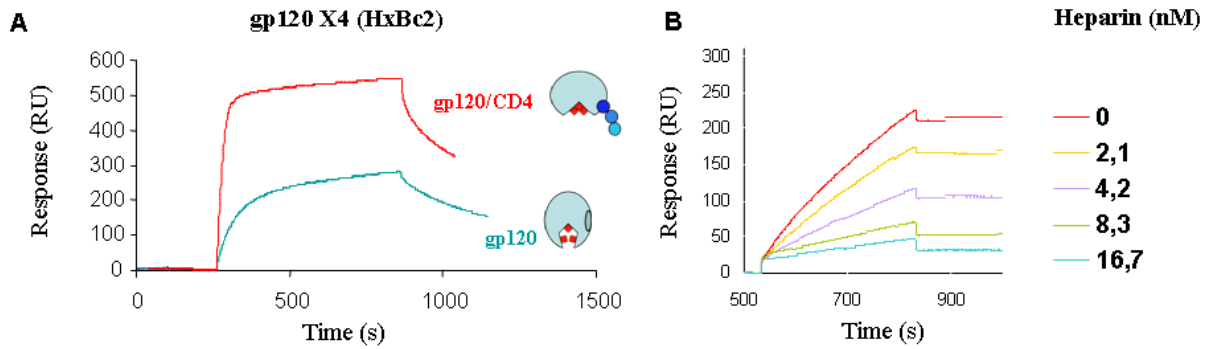 A
gp120 X4 (HxBc2)
600
500
400
300
200
100
0
Response (RU)
0
500
1000
1500
Time (s)
gp120/CD4
gp120
B
300
250
200
150
100
50
0
Response (RU)
500
700
900
Time (s)
Heparin (nM)
0
2,1
4,2
8,3
16,7